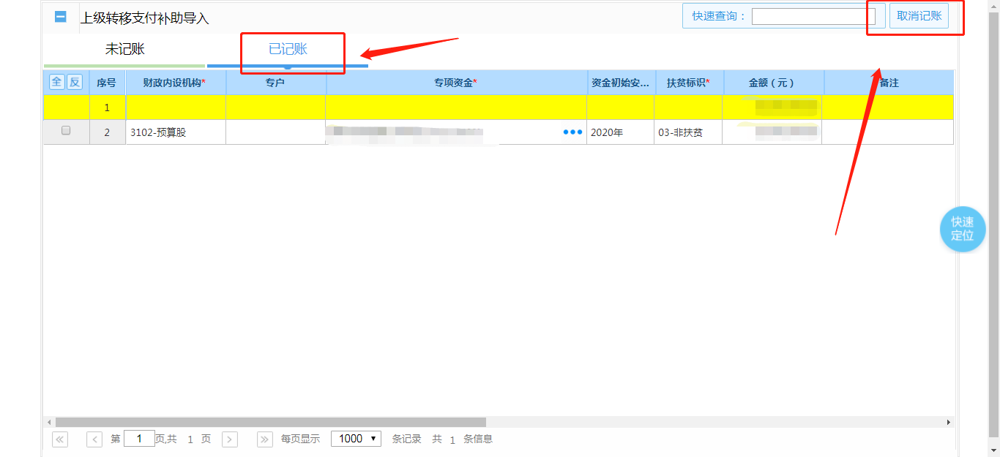 上级转移支付补助导入
快速查询： 取消记账
未记账 已记账
全 反 序号 财政内设机构* 专户 专项资金* 资金初始安... 扶贫标识* 金额（元） 备注
1
2 3102-预算股 ••• 2020年 03-非扶贫
快速
定位
第 1 页,共 1 页 每页显示 1000 条记录 共 1 条信息